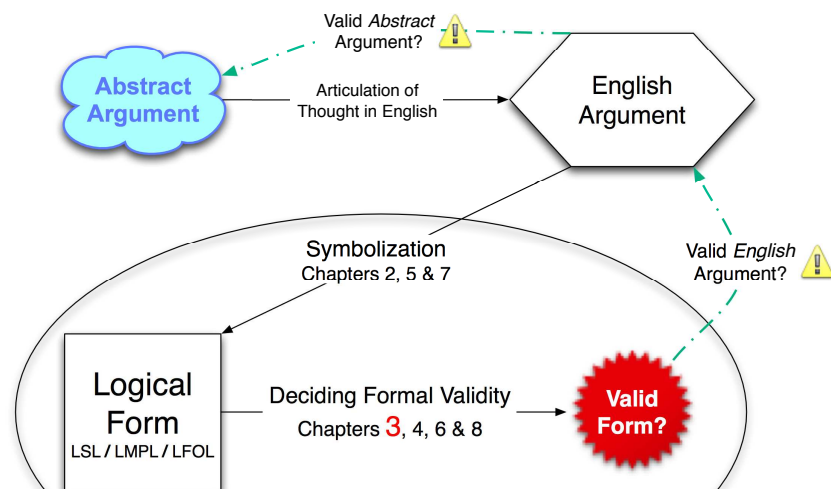 Valid Abstract
Argument?
Abstract
Argument
Articulation of
Thought in English
English
Argument
Symbolization
Chapters 2, 5 & 7
Valid English
Argument?
Logical
Form
LSL / LMPL / LFOL
Deciding Formal Validity
Chapters 3, 4, 6 & 8
Valid
Form?